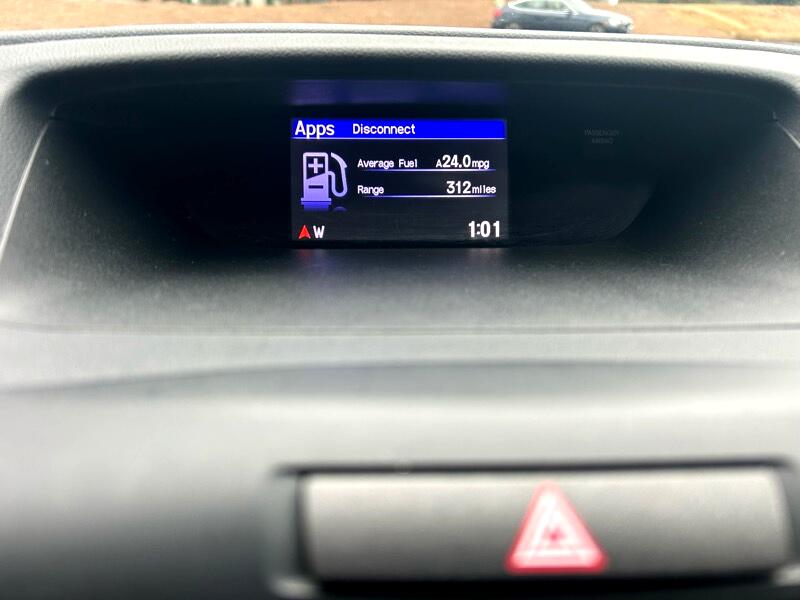 Apps Disconnect
PASSENGER
AIRBAG
Average Fuel A24.0mpg
Range 312miles
W 1:01